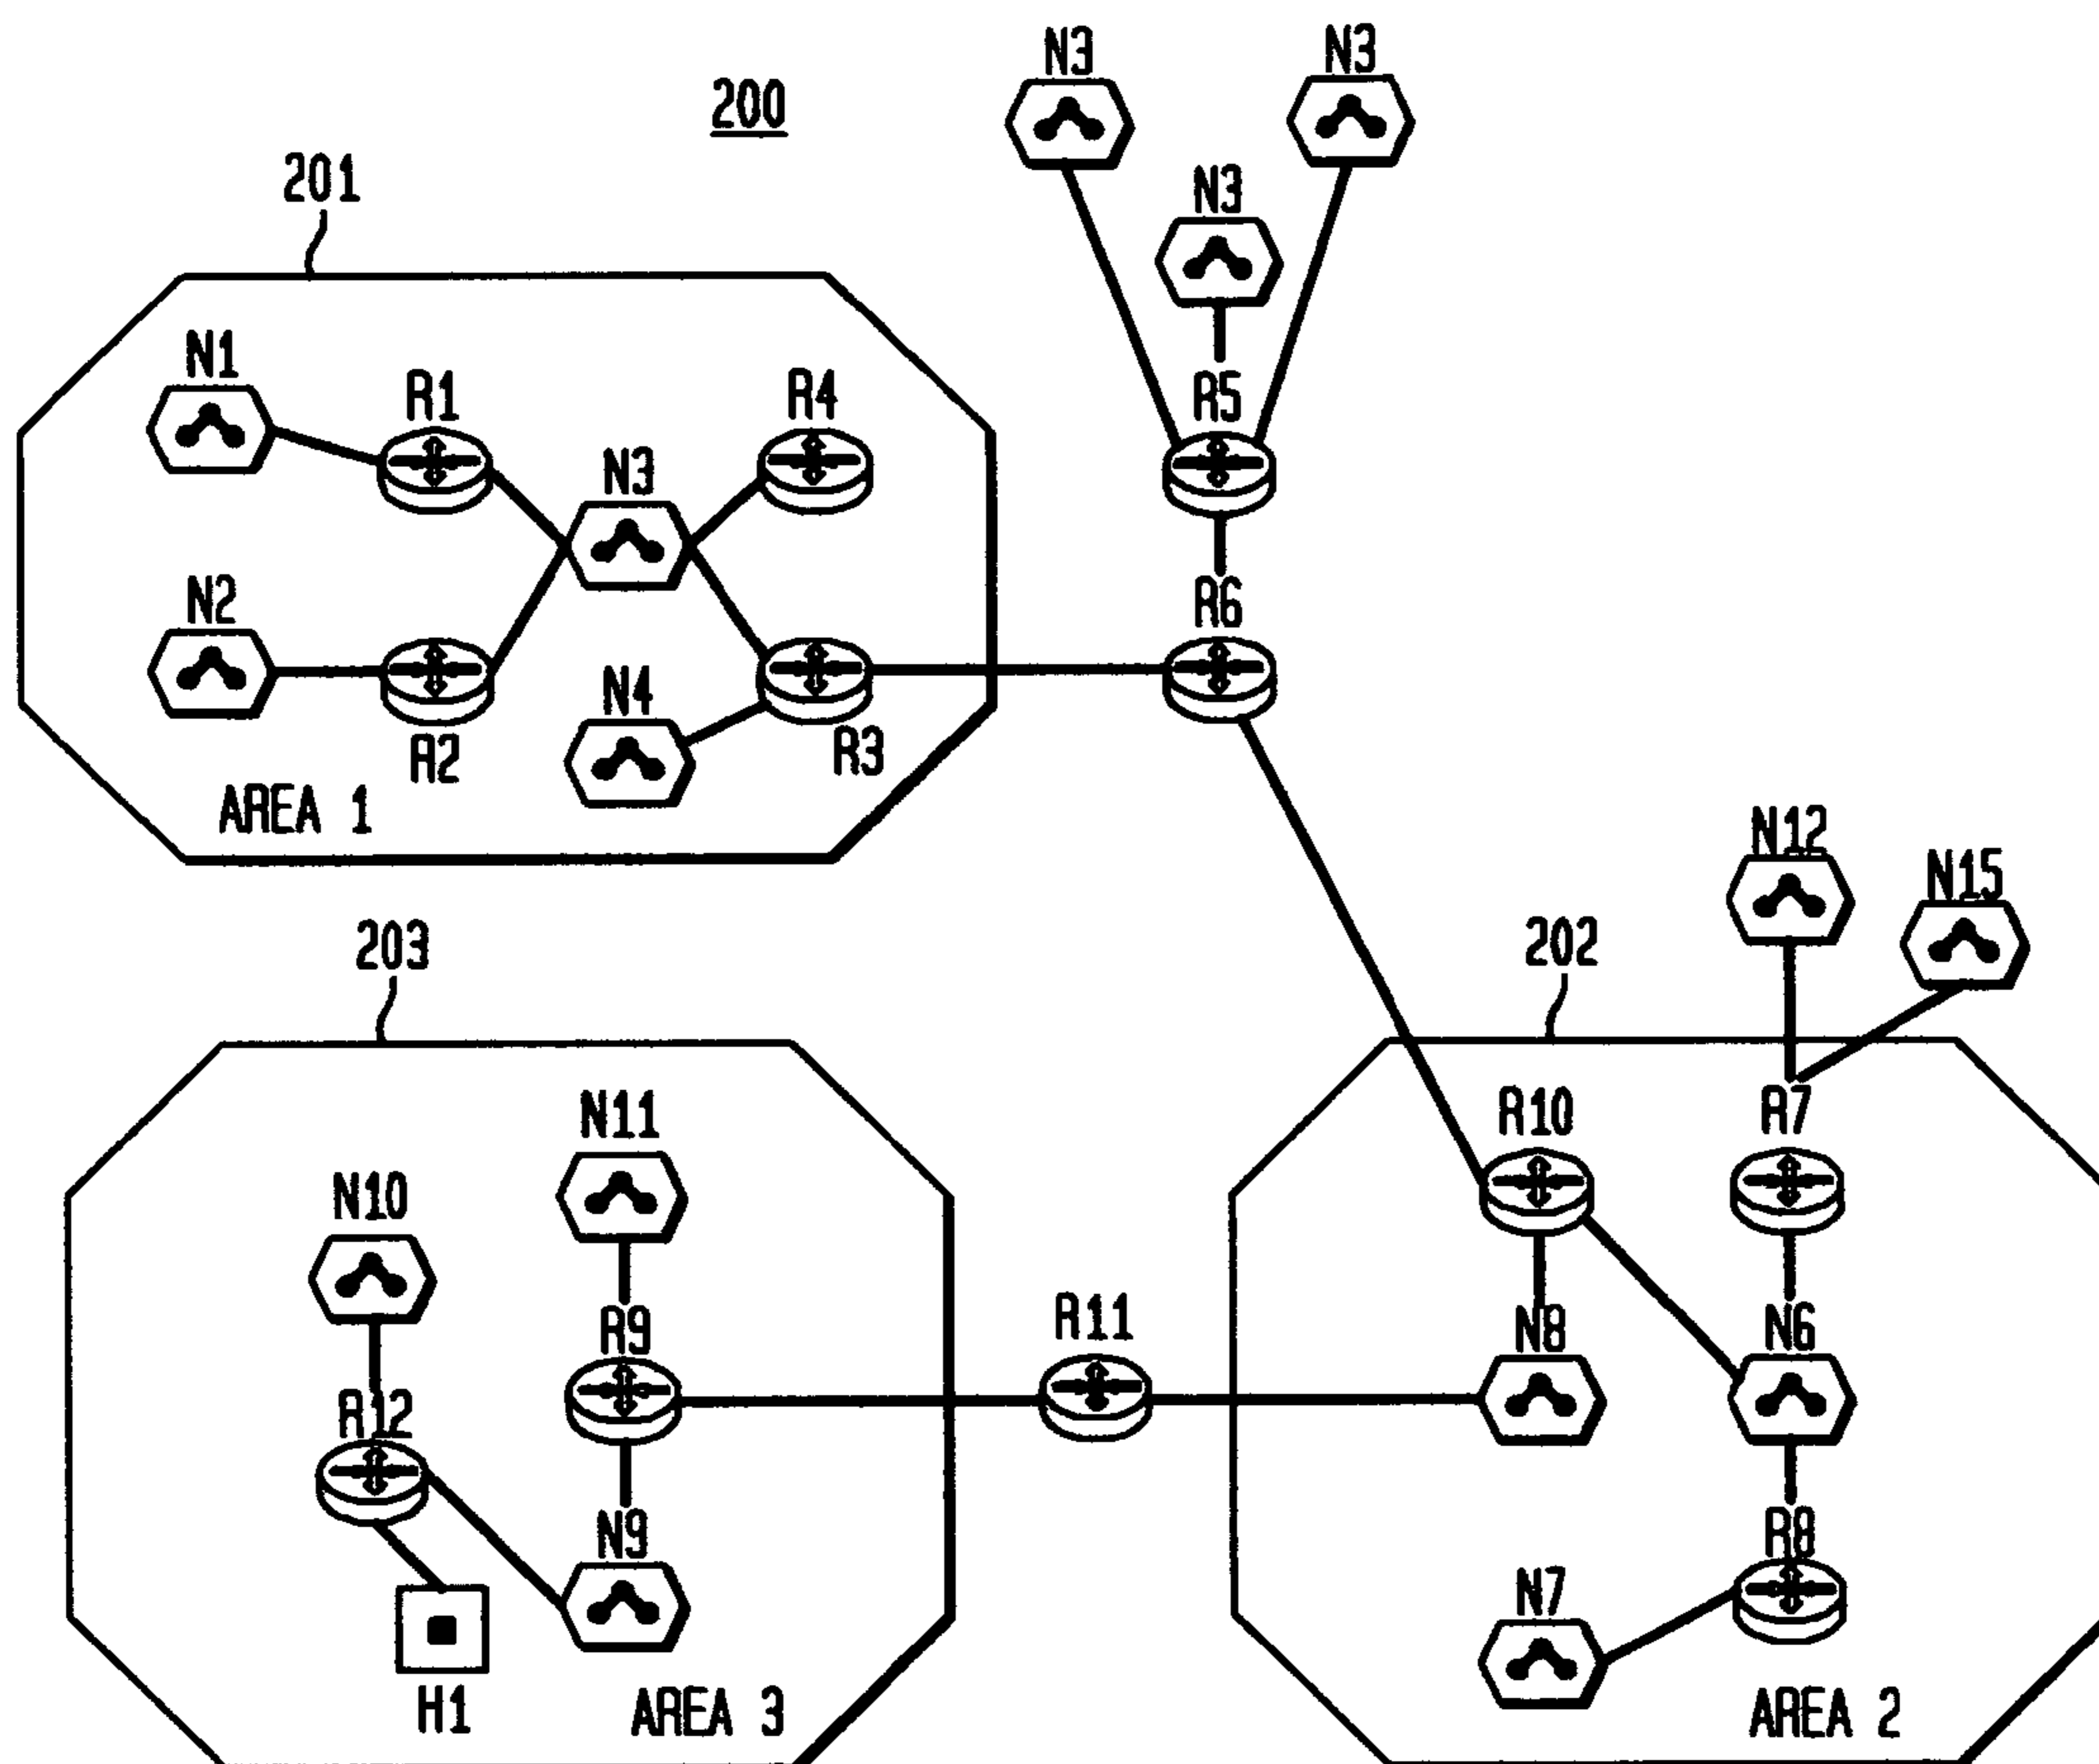 N3
N3
200
N3
201
N1
R1
R4
R5
N3
N2
R6
N4
R2
R3
AREA 1
N12
N15
203
202
N11
R10
R7
N10
R9
R11
N8
N6
R12
N9
R8
N7
H1
AREA 3
AREA 2